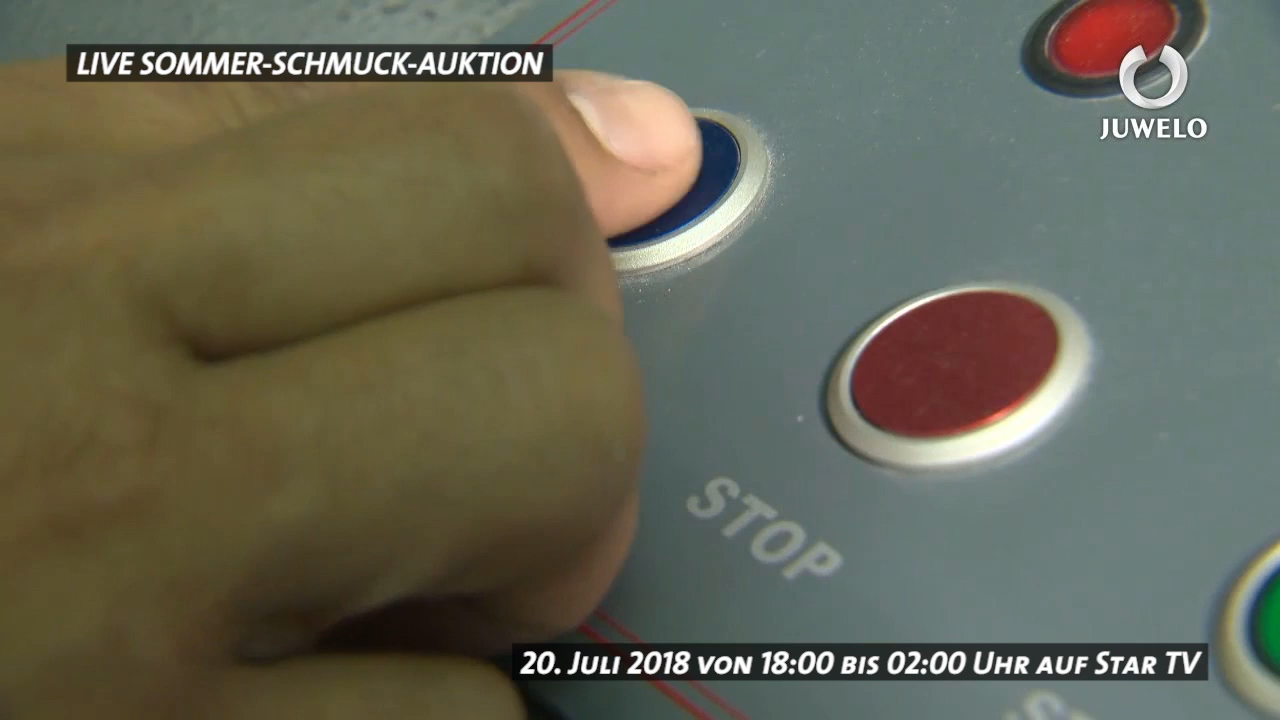 LIVE SOMMER-SCHMUCK-AUKTION
JUWELO
STOP
20. JULI 2018 VON 18:00 BIS 02:00 UHR AUF STAR TV